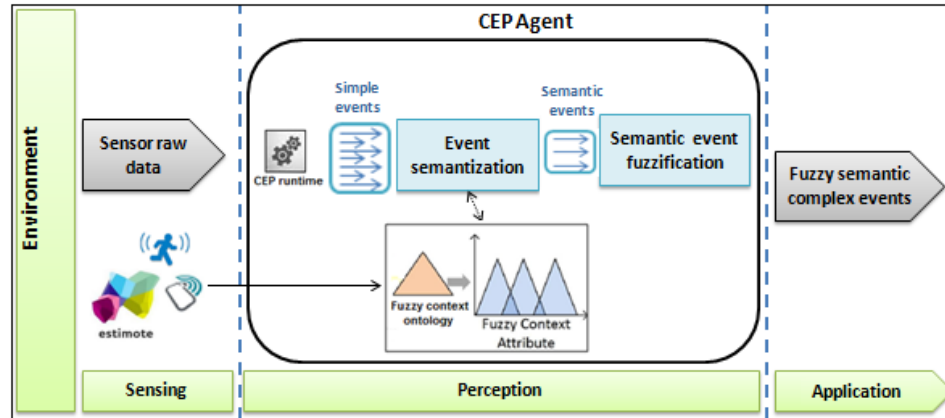 CEP Agent
Environment
Sensor raw
data
Simple
events
CEP runtime
Event
semantization
Semantic
events
Semantic event
fuzzification
Fuzzy semantic
complex events
estimote
Fuzzy context
ontology
Fuzzy Context
Attribute
Sensing
Perception
Application